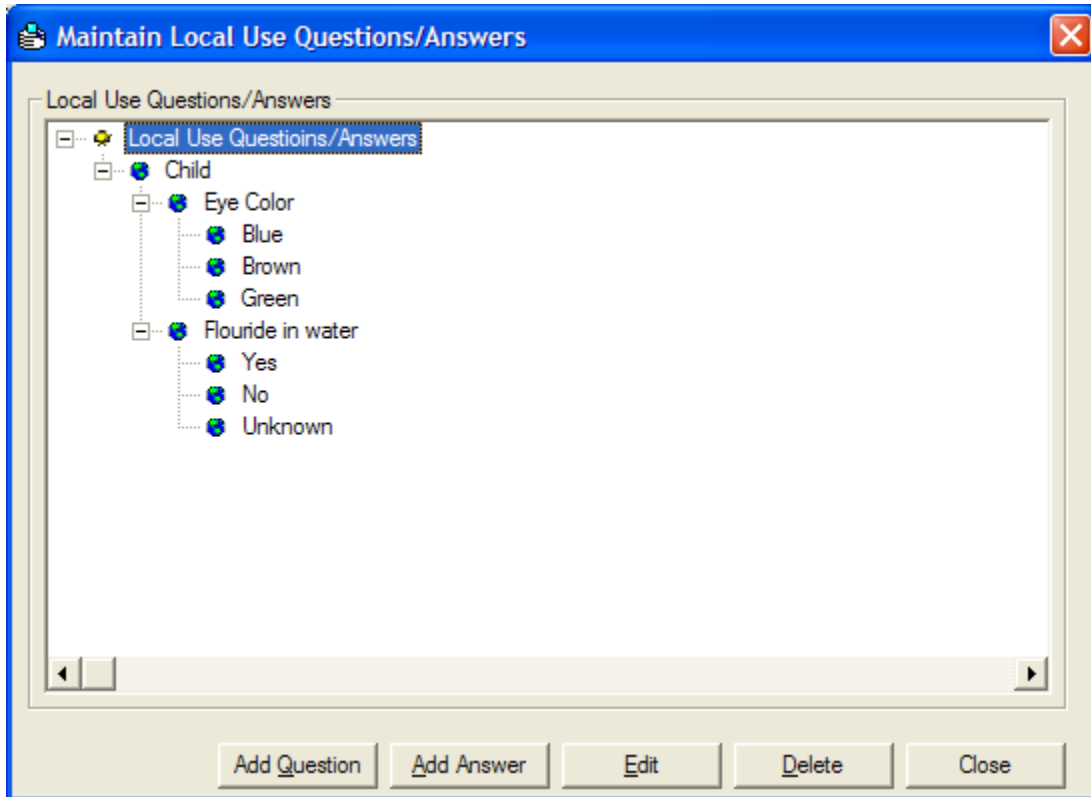 Maintain Local Use Questions/Answers
Local Use Questions/Answers
Local Use Questioins/Answers
Child
Eye Color
Blue
Brown
Green
Flouride in water
Yes
No
Unknown
Add Question Add Answer Edit Delete Close